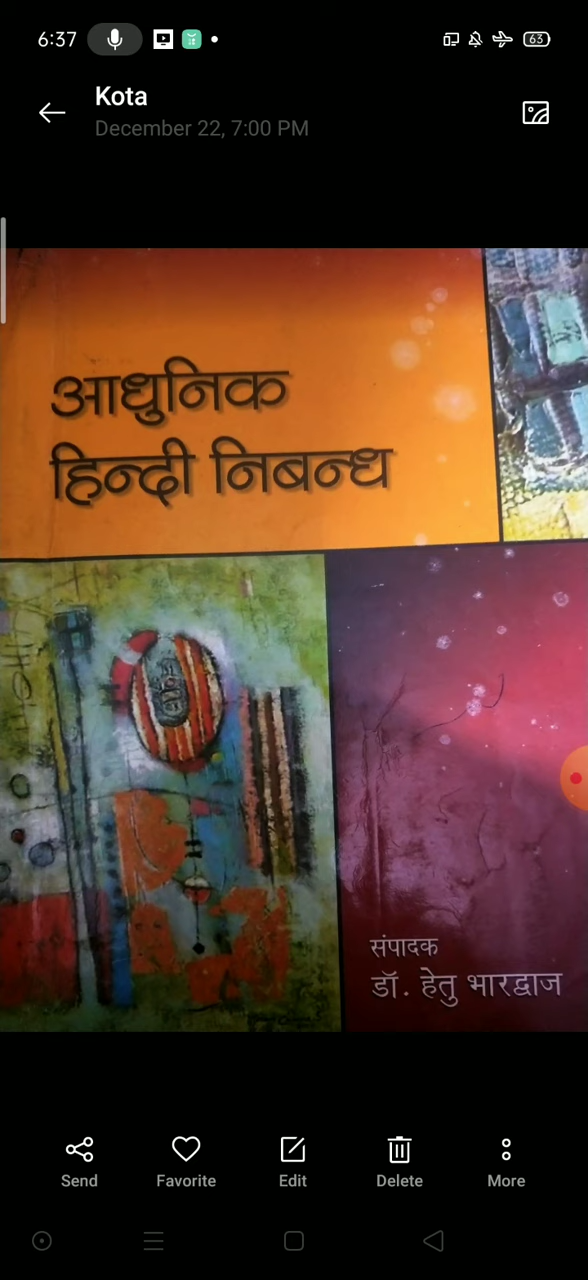 6:37
63
Kota
December 22, 7:00 PM
आधुनिक
हिन्दी निबन्ध
संपादक
डॉ. हेतु भारद्वाज
Send
Favorite
Edit
Delete
More